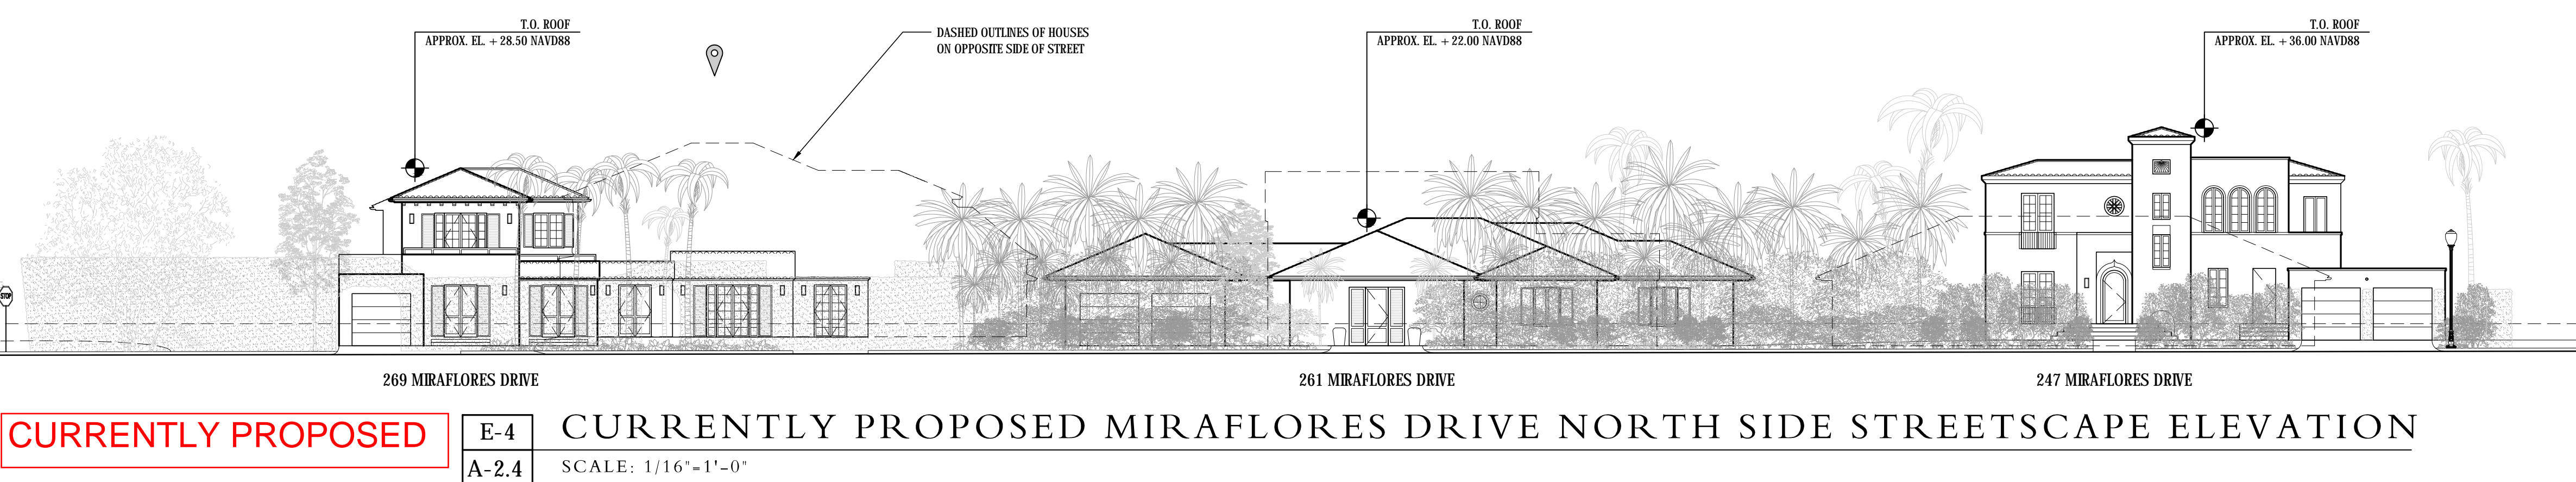 T.O. ROOF
APPROX. EL. + 28.50 NAVD88
DASHED OUTLINES OF HOUSES
ON OPPOSITE SIDE OF STREET
T.O. ROOF
APPROX. EL. + 22.00 NAVD88
T.O. ROOF
APPROX. EL. + 36.00 NAVD88
STOP
269 MIRAFLORES DRIVE
261 MIRAFLORES DRIVE
247 MIRAFLORES DRIVE
CURRENTLY PROPOSED
E-4
A-2.4
CURRENTLY PROPOSED MIRAFLORES DRIVE NORTH SIDE STREETSCAPE ELEVATION
SCALE: 1/16"=1'-0"